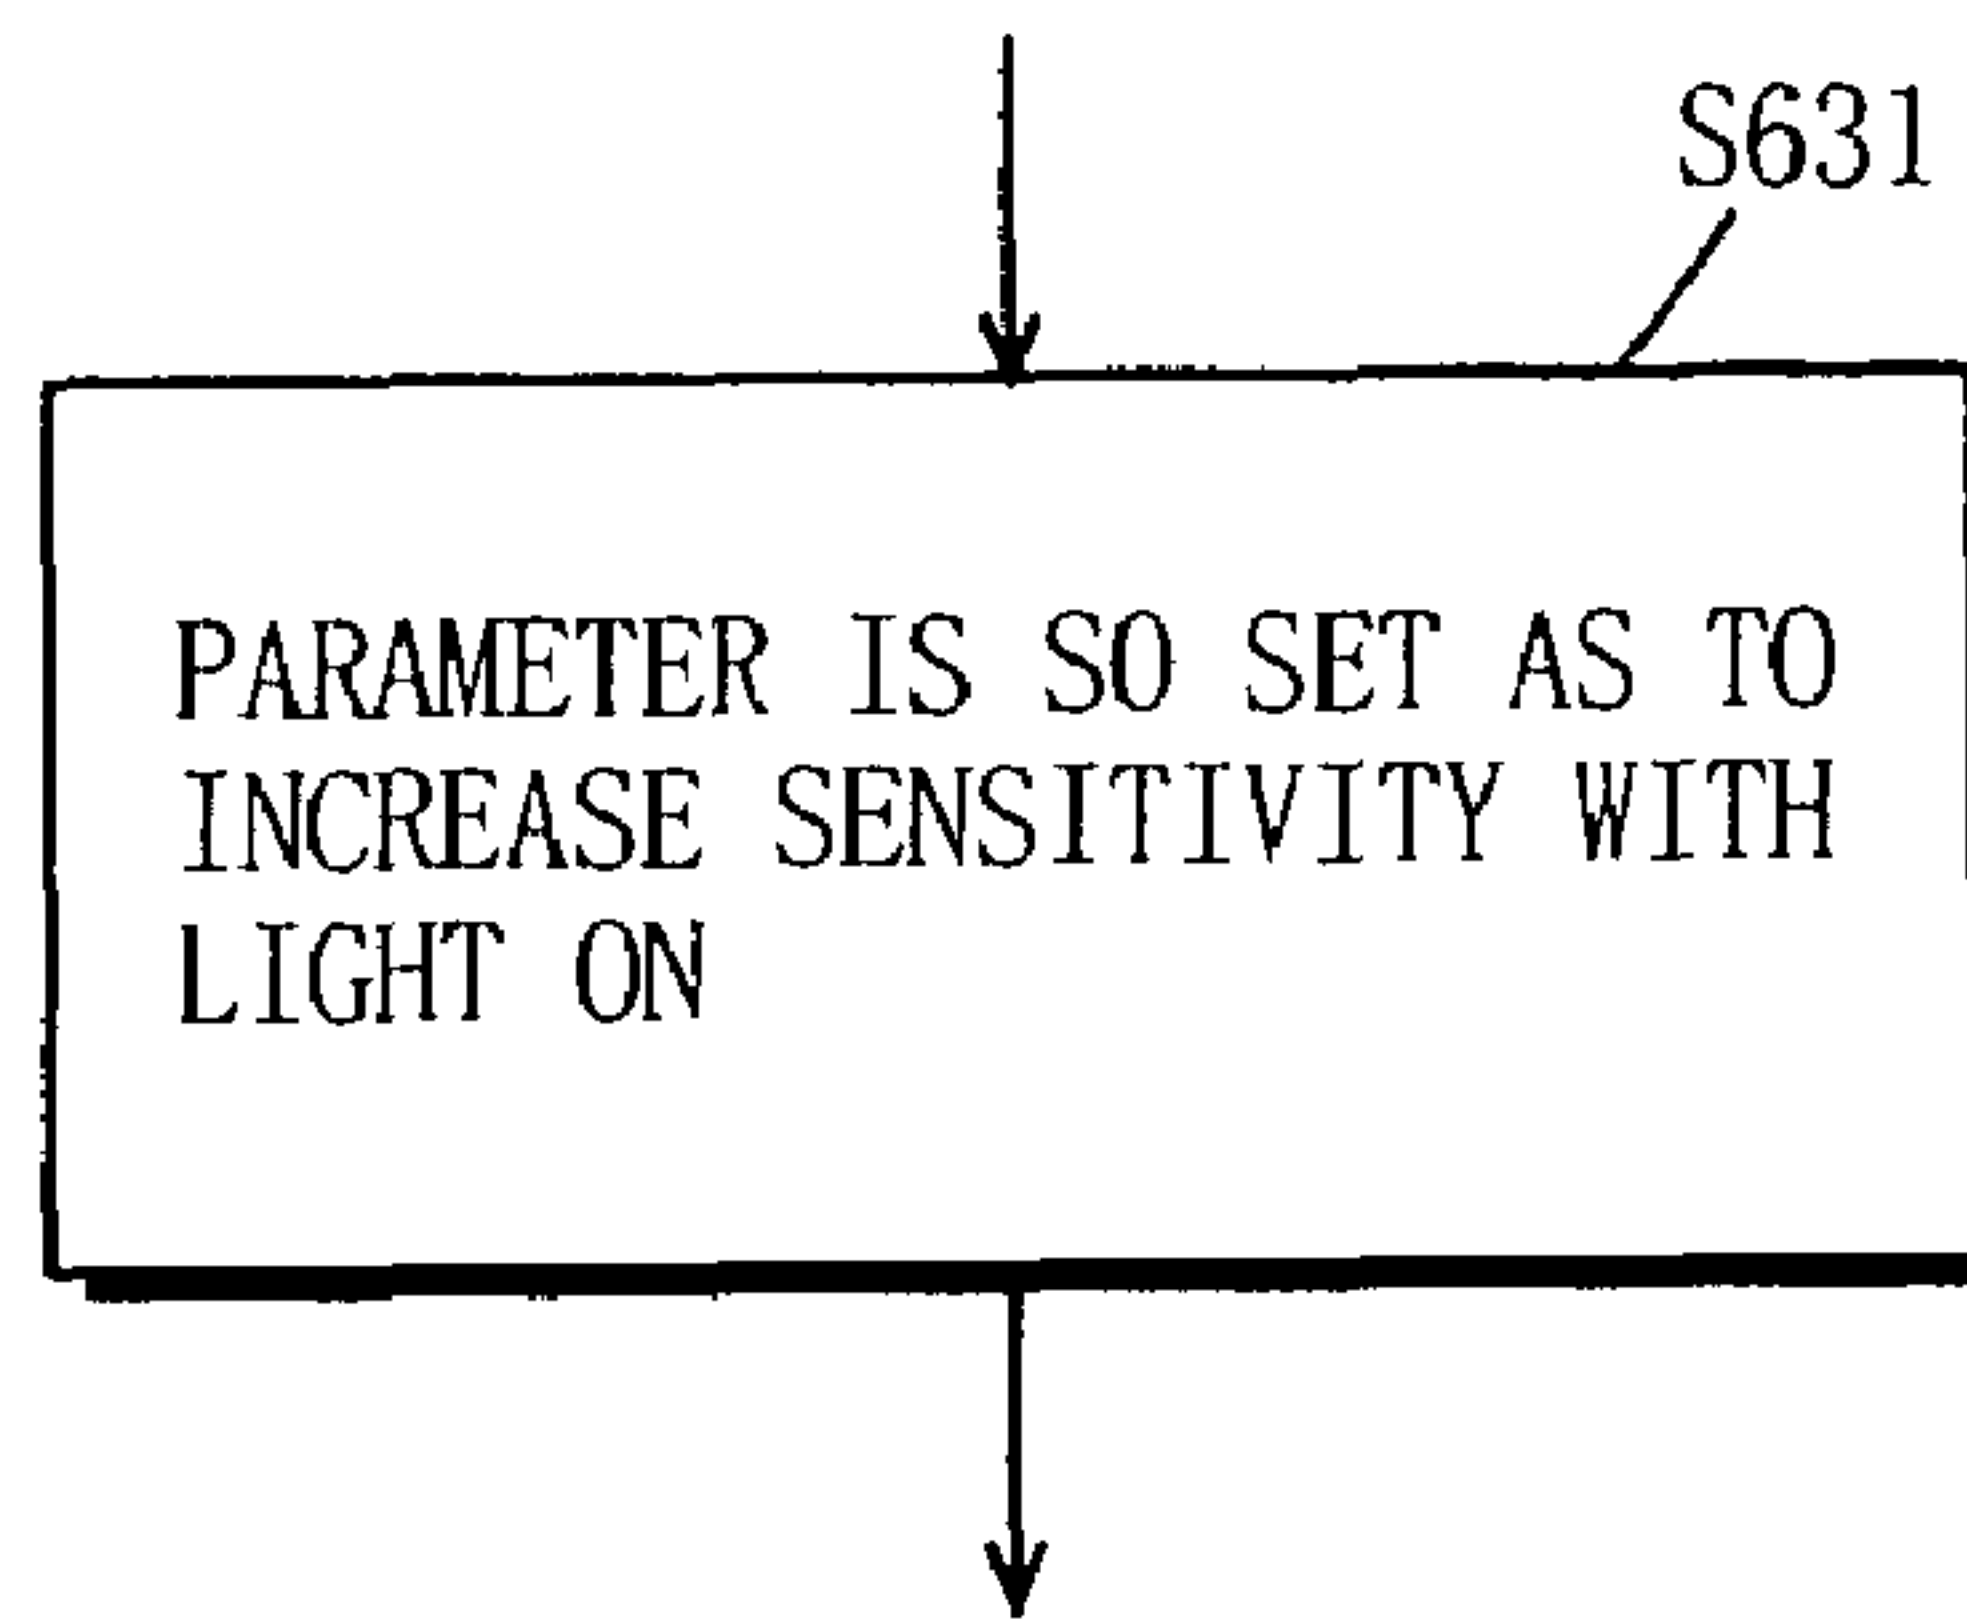 S631
PARAMETER IS SO SET AS TO
INCREASE SENSITIVITY WITH
LIGHT ON